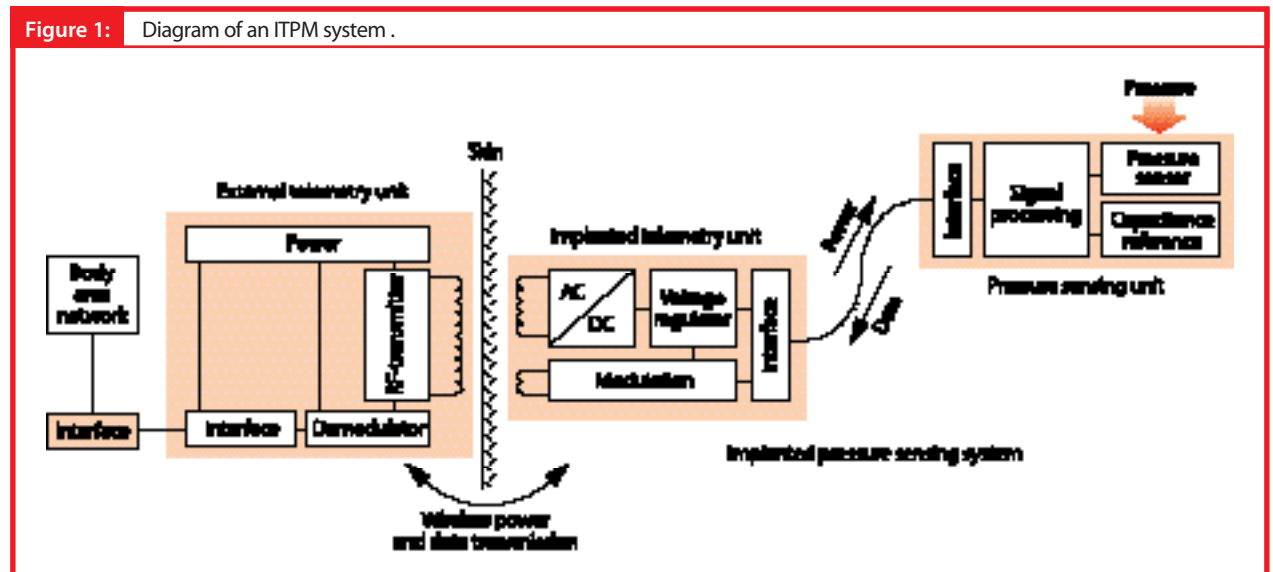 Figure 1: Diagram of an ITPM system .
Pressure
Skin
External telemetry unit
Power
Body
area
network
RF-transmitter
Interface
Interface
Demodulator
Implanted telemetry unit
AC
DC
Voltage
regulator
Interface
Modulation
Power
Data
Interface
Signal
processing
Pressure
sensor
Capacitance
reference
Pressure sensing unit
Implanted pressure sensing system
Wireless power
and data transmission